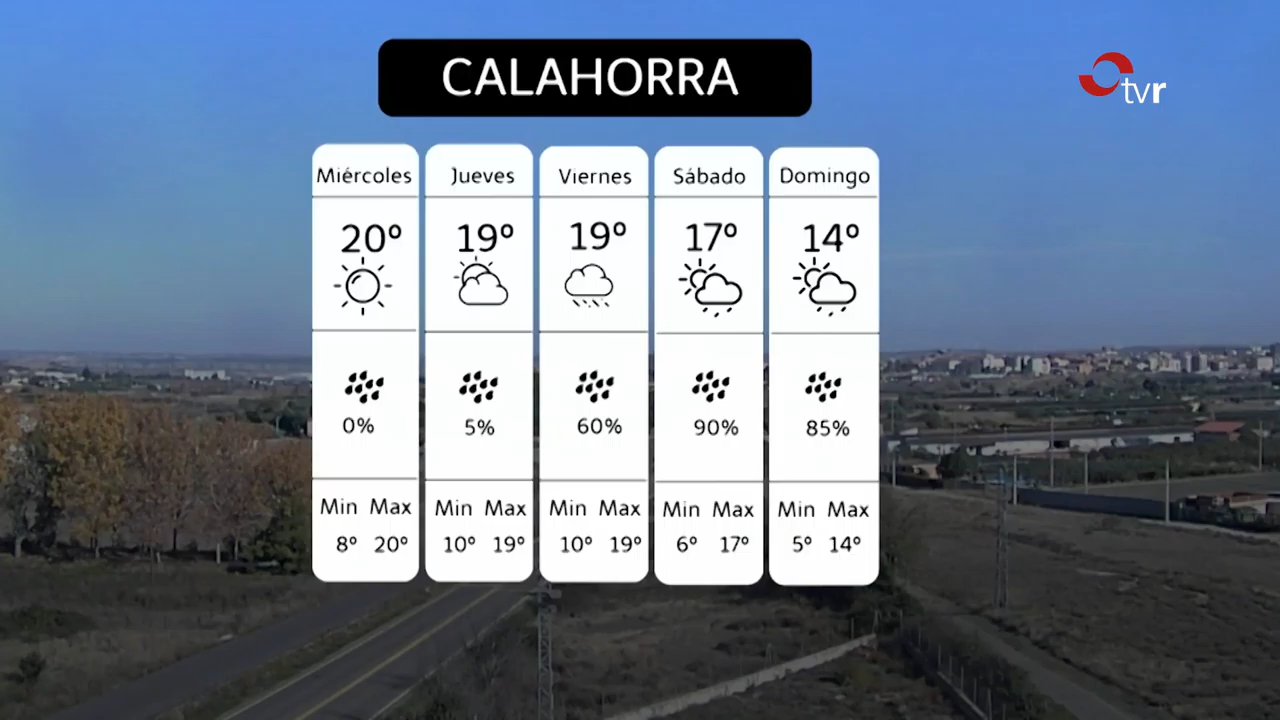 CALAHORRA
tvr
Miércoles Jueves Viernes Sábado Domingo
20º 19º 19º 17º 14º
0% 5% 60% 90% 85%
Min Max Min Max Min Max Min Max Min Max
8º 20º 10º 19º 10º 19º 6º 17º 5º 14º